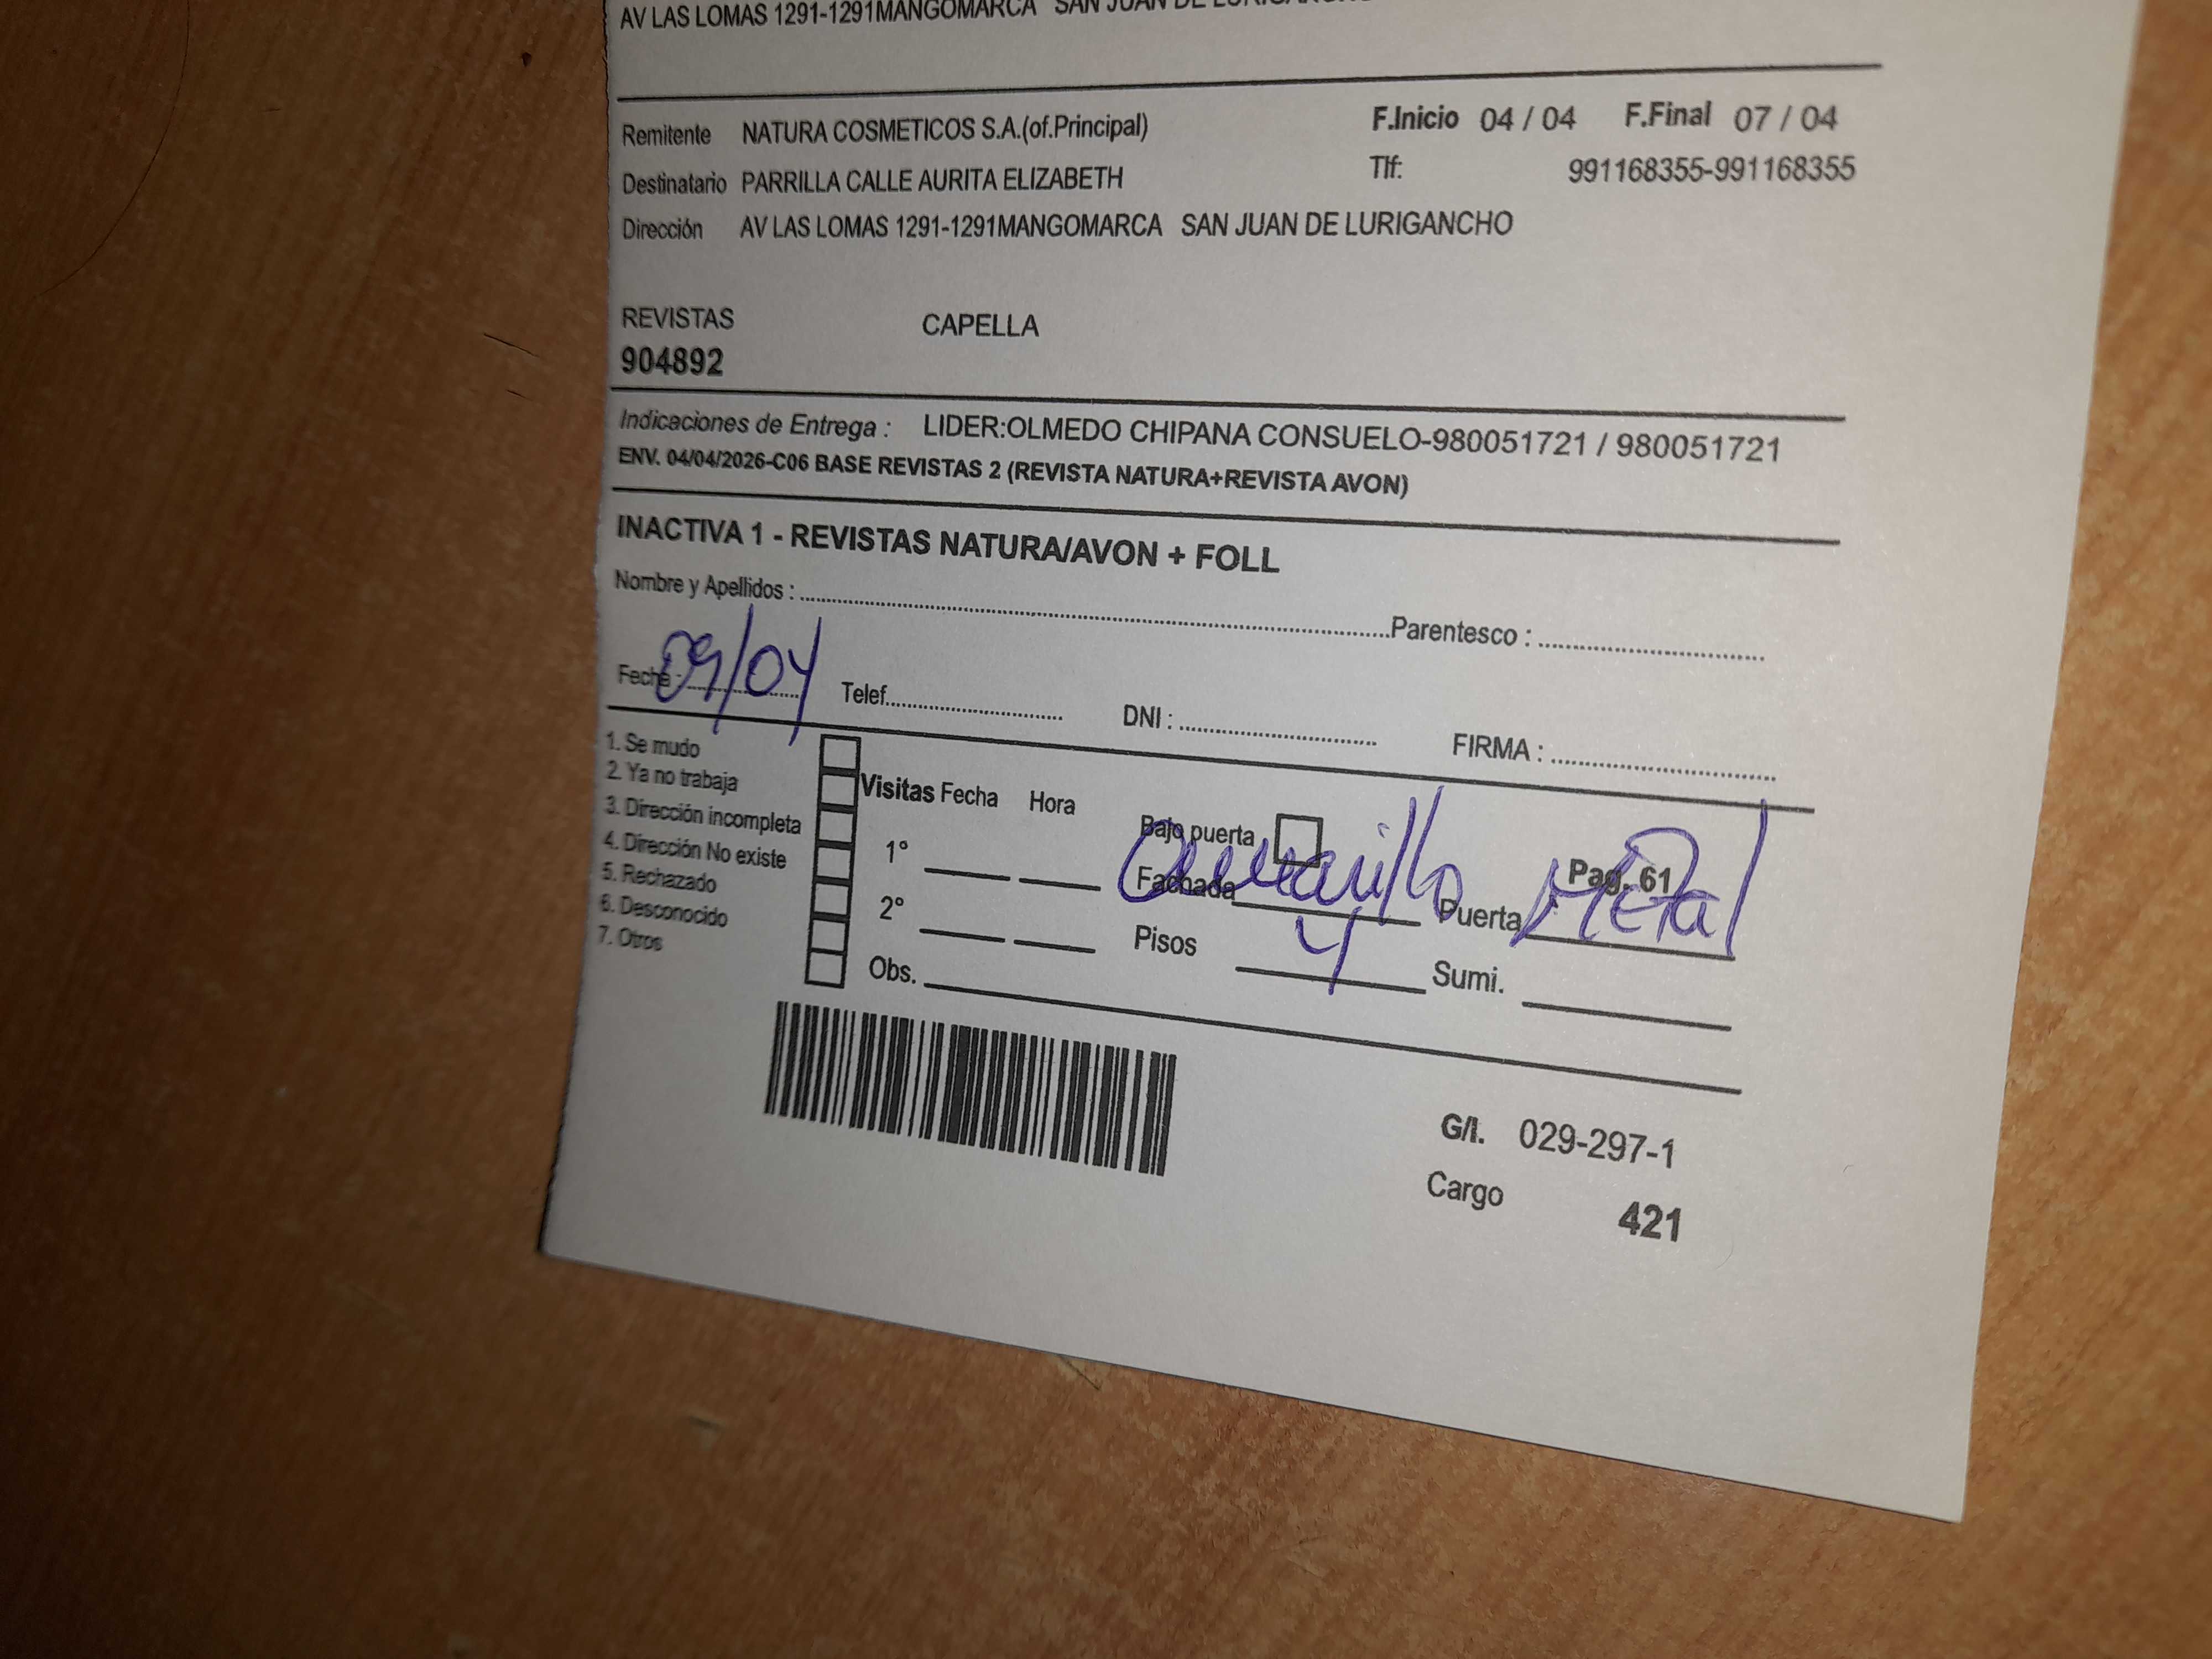 AV LAS LOMAS 1291-1291MANGOMARCA SAN JUAN DE LURIGANCHO
Remitente NATURA COSMETICOS S.A.(of.Principal) F.Inicio 04 / 04 F.Final 07 / 04
Destinatario PARRILLA CALLE AURITA ELIZABETH Tlf: 991168355-991168355
Dirección AV LAS LOMAS 1291-1291MANGOMARCA SAN JUAN DE LURIGANCHO
REVISTAS CAPELLA
904892
Indicaciones de Entrega : LIDER:OLMEDO CHIPANA CONSUELO-980051721 / 980051721
ENV. 04/04/2026-C06 BASE REVISTAS 2 (REVISTA NATURA+REVISTA AVON)
INACTIVA 1 - REVISTAS NATURA/AVON + FOLL
Nombre y Apellidos : Parentesco :
Fecha : 09/04 Telef. DNI : FIRMA :
1. Se mudo
2. Ya no trabaja
3. Dirección incompleta
4. Dirección No existe
5. Rechazado
6. Desconocido
7. Otros
Visitas Fecha Hora
1°
2°
Obs.
Bajo puerta Pag. 61
Fachada Amarillo Puerta Metal
Pisos 4 Sumi.
G/I. 029-297-1
Cargo 421